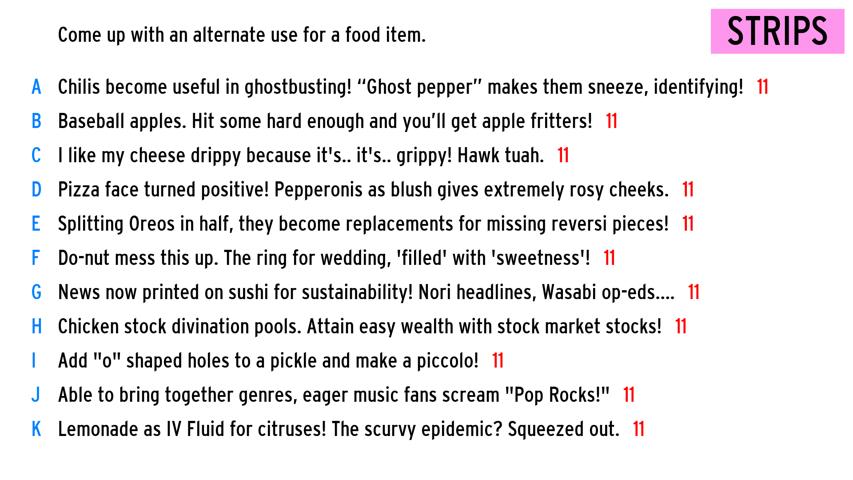 Come up with an alternate use for a food item.
STRIPS
A Chilis become useful in ghostbusting! “Ghost pepper” makes them sneeze, identifying! 11
B Baseball apples. Hit some hard enough and you’ll get apple fritters! 11
C I like my cheese drippy because it's.. it's.. grippy! Hawk tuah. 11
D Pizza face turned positive! Pepperonis as blush gives extremely rosy cheeks. 11
E Splitting Oreos in half, they become replacements for missing reversi pieces! 11
F Do-nut mess this up. The ring for wedding, 'filled' with 'sweetness'! 11
G News now printed on sushi for sustainability! Nori headlines, Wasabi op-eds.... 11
H Chicken stock divination pools. Attain easy wealth with stock market stocks! 11
I Add "o" shaped holes to a pickle and make a piccolo! 11
J Able to bring together genres, eager music fans scream "Pop Rocks!" 11
K Lemonade as IV Fluid for citruses! The scurvy epidemic? Squeezed out. 11